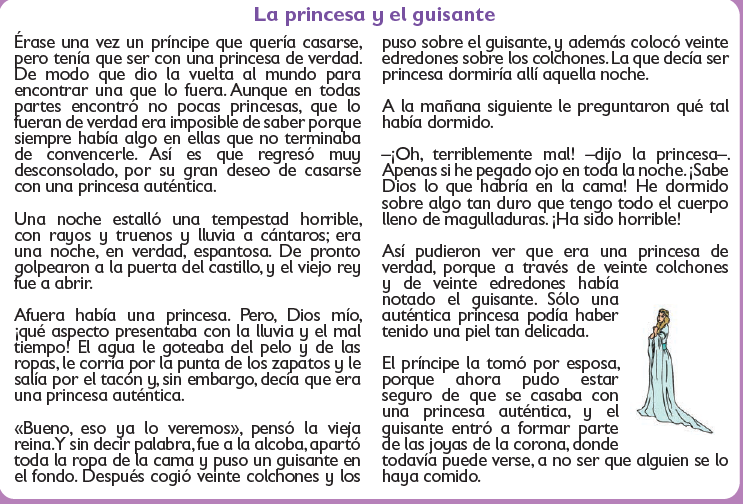 La princesa y el guisante
Érase una vez un príncipe que quería casarse,
pero tenía que ser con una princesa de verdad.
De modo que dio la vuelta al mundo para
encontrar una que lo fuera. Aunque en todas
partes encontró no pocas princesas, que lo
fueran de verdad era imposible de saber porque
siempre había algo en ellas que no terminaba
de convencerle. Así es que regresó muy
desconsolado, por su gran deseo de casarse
con una princesa auténtica.
Una noche estalló una tempestad horrible,
con rayos y truenos y lluvia a cántaros; era
una noche, en verdad, espantosa. De pronto
golpearon a la puerta del castillo, y el viejo rey
fue a abrir.
Afuera había una princesa. Pero, Dios mío,
¡qué aspecto presentaba con la lluvia y el mal
tiempo! El agua le goteaba del pelo y de las
ropas, le corría por la punta de los zapatos y le
salía por el tacón y, sin embargo, decía que era
una princesa auténtica.
«Bueno, eso ya lo veremos», pensó la vieja
reina. Y sin decir palabra, fue a la alcoba, apartó
toda la ropa de la cama y puso un guisante en
el fondo. Después cogió veinte colchones y los
puso sobre el guisante, y además colocó veinte
edredones sobre los colchones. La que decía ser
princesa dormiría allí aquella noche.
A la mañana siguiente le preguntaron qué tal
había dormido.
–¡Oh, terriblemente mal! –dijo la princesa–.
Apenas si he pegado ojo en toda la noche. ¡Sabe
Dios lo que habría en la cama! He dormido
sobre algo tan duro que tengo todo el cuerpo
lleno de magulladuras. ¡Ha sido horrible!
Así pudieron ver que era una princesa de
verdad, porque a través de veinte colchones
y de veinte edredones había
notado el guisante. Sólo una
auténtica princesa podía haber
tenido una piel tan delicada.
El príncipe la tomó por esposa,
porque ahora pudo estar
seguro de que se casaba con
una princesa auténtica, y el
guisante entró a formar parte
de las joyas de la corona, donde
todavía puede verse, a no ser que alguien se lo
haya comido.